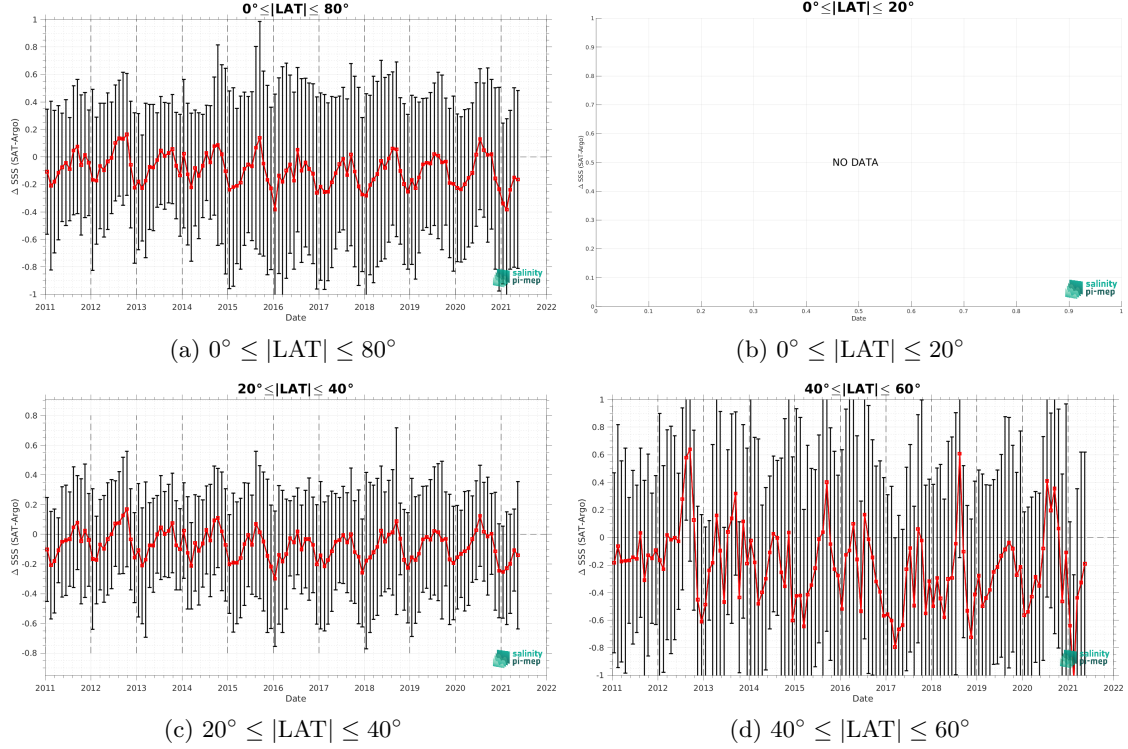 0°≤|LAT|≤ 80°
Δ SSS (SAT-Argo)
1
0.8
0.6
0.4
0.2
0
-0.2
-0.4
-0.6
-0.8
-1
2011 2012 2013 2014 2015 2016 2017 2018 2019 2020 2021 2022
Date
salinity
pi-mep
(a) 0° ≤ |LAT| ≤ 80°
0°≤|LAT|≤ 20°
Δ SSS (SAT-Argo)
1
0.9
0.8
0.7
0.6
0.5
0.4
0.3
0.2
0.1
0
NO DATA
0 0.1 0.2 0.3 0.4 0.5 0.6 0.7 0.8 0.9 1
Date
salinity
pi-mep
(b) 0° ≤ |LAT| ≤ 20°
20°≤|LAT|≤ 40°
Δ SSS (SAT-Argo)
0.8
0.6
0.4
0.2
0
-0.2
-0.4
-0.6
-0.8
2011 2012 2013 2014 2015 2016 2017 2018 2019 2020 2021 2022
Date
salinity
pi-mep
(c) 20° ≤ |LAT| ≤ 40°
40°≤|LAT|≤ 60°
Δ SSS (SAT-Argo)
1
0.8
0.6
0.4
0.2
0
-0.2
-0.4
-0.6
-0.8
-1
2011 2012 2013 2014 2015 2016 2017 2018 2019 2020 2021 2022
Date
salinity
pi-mep
(d) 40° ≤ |LAT| ≤ 60°